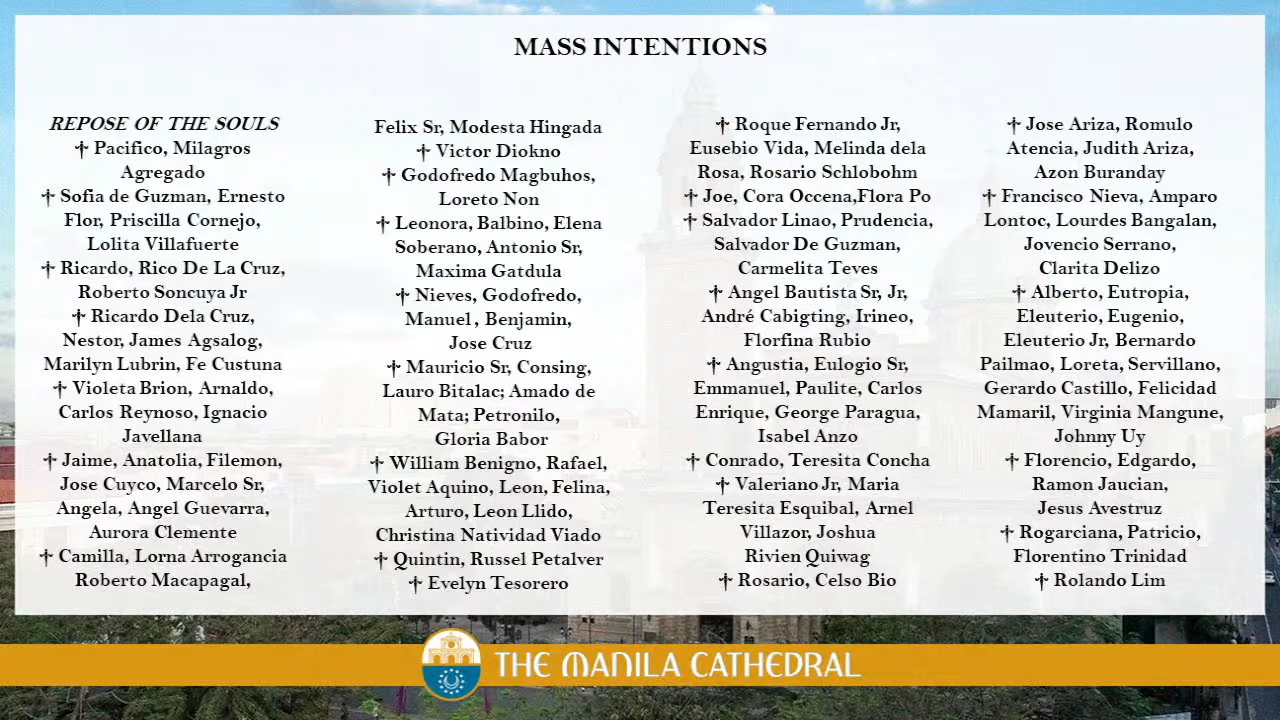 MASS INTENTIONS
REPOSE OF THE SOULS
✝ Pacifico, Milagros
Agregado
✝ Sofia de Guzman, Ernesto
Flor, Priscilla Cornejo,
Lolita Villafuerte
✝ Ricardo, Rico De La Cruz,
Roberto Soncuya Jr
✝ Ricardo Dela Cruz,
Nestor, James Agsalog,
Marilyn Lubrin, Fe Custuna
✝ Violeta Brion, Arnaldo,
Carlos Reynoso, Ignacio
Javellana
✝ Jaime, Anatolia, Filemon,
Jose Cuyco, Marcelo Sr,
Angela, Angel Guevarra,
Aurora Clemente
✝ Camilla, Lorna Arrogancia
Roberto Macapagal,
Felix Sr, Modesta Hingada
✝ Victor Diokno
✝ Godofredo Magbuhos,
Loreto Non
✝ Leonora, Balbino, Elena
Soberano, Antonio Sr,
Maxima Gatdula
✝ Nieves, Godofredo,
Manuel, Benjamin,
Jose Cruz
✝ Mauricio Sr, Consing,
Lauro Bitalac; Amado de
Mata; Petronilo,
Gloria Babor
✝ William Benigno, Rafael,
Violet Aquino, Leon, Felina,
Arturo, Leon Llido,
Christina Natividad Viado
✝ Quintin, Russel Petalver
✝ Evelyn Tesorero
✝ Roque Fernando Jr,
Eusebio Vida, Melinda dela
Rosa, Rosario Schlobohm
✝ Joe, Cora Occena,Flora Po
✝ Salvador Linao, Prudencia,
Salvador De Guzman,
Carmelita Teves
✝ Angel Bautista Sr, Jr,
André Cabigting, Irineo,
Florfina Rubio
✝ Angustia, Eulogio Sr,
Emmanuel, Paulite, Carlos
Enrique, George Paragua,
Isabel Anzo
✝ Conrado, Teresita Concha
✝ Valeriano Jr, Maria
Teresita Esquibal, Arnel
Villazor, Joshua
Rivien Quiwag
✝ Rosario, Celso Bio
✝ Jose Ariza, Romulo
Atencia, Judith Ariza,
Azon Buranday
✝ Francisco Nieva, Amparo
Lontoc, Lourdes Bangalan,
Jovencio Serrano,
Clarita Delizo
✝ Alberto, Eutropia,
Eleuterio, Eugenio,
Eleuterio Jr, Bernardo
Pailmao, Loreta, Servillano,
Gerardo Castillo, Felicidad
Mamaril, Virginia Mangune,
Johnny Uy
✝ Florencio, Edgardo,
Ramon Jaucian,
Jesus Avestruz
✝ Rogarciana, Patricio,
Florentino Trinidad
✝ Rolando Lim
THE MANILA CATHEDRAL